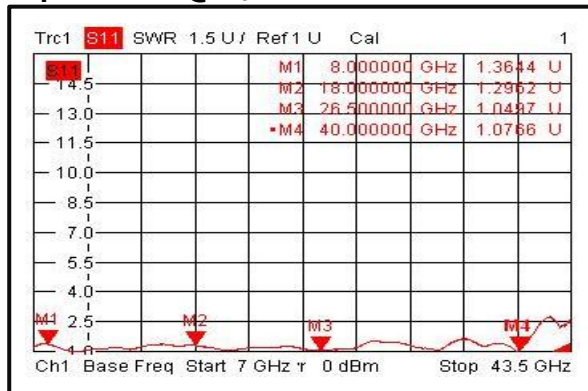 Trc1 S11 SWR 1.5 U / Ref 1 U Cal 1
S11
M1 8.000000 GHz 1.3644 U
14.5
M2 18.000000 GHz 1.2952 U
M3 26.500000 GHz 1.0497 U
13.0
•M4 40.000000 GHz 1.0766 U
11.5
10.0
8.5
7.0
5.5
4.0
M1 2.5 M2 M3 M4
1.0
Ch1 Base Freq Start 7 GHz 0 dBm Stop 43.5 GHz